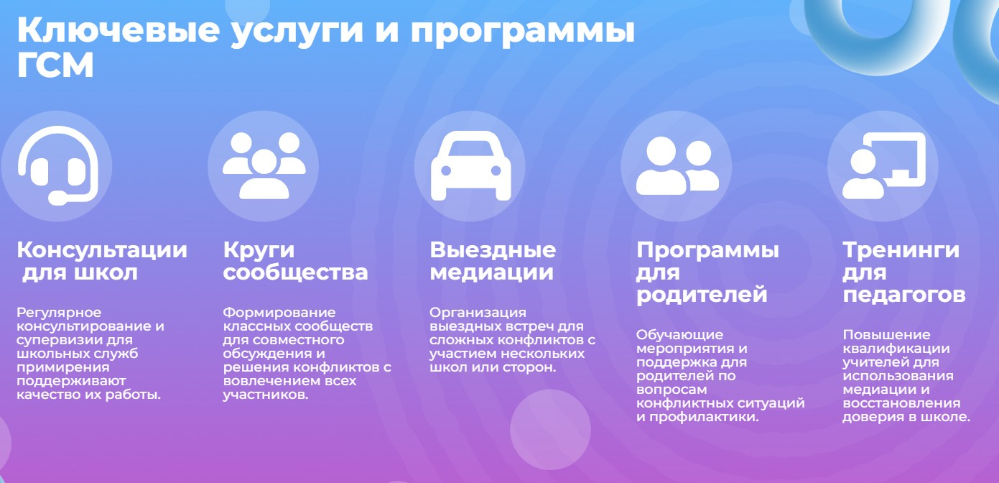 Ключевые услуги и программы
ГСМ
Консультации
для школ
Регулярное
консультирование и
супервизии для
школьных служб
примирения
поддерживают
качество их работы.
Круги
сообщества
Формирование
классных сообществ
для совместного
обсуждения и
решения конфликтов с
вовлечением всех
участников.
Выездные
медиации
Организация
выездных встреч для
сложных конфликтов с
участием нескольких
школ или сторон.
Программы
для
родителей
Обучающие
мероприятия и
поддержка для
родителей по
вопросам
конфликтных ситуаций
и профилактики.
Тренинги
для
педагогов
Повышение
квалификации
учителей для
использования
медиации и
восстановления
доверия в школе.